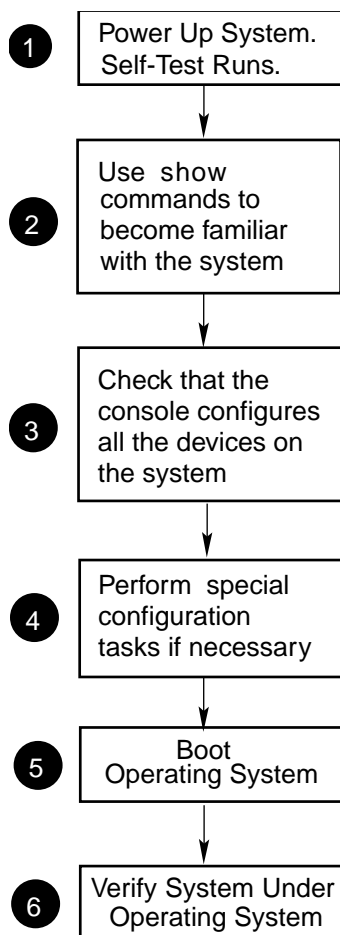 1
Power Up System.
Self-Test Runs.
2
Use show
commands to
become familiar
with the system
3
Check that the
console configures
all the devices on
the system
4
Perform special
configuration
tasks if necessary
5
Boot
Operating System
6
Verify System Under
Operating System